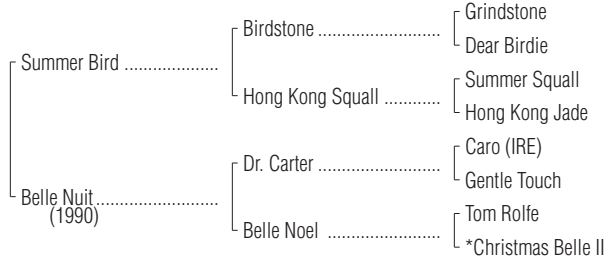 Grindstone
Birdstone ..........................
Dear Birdie
Summer Bird ....................
Summer Squall
Hong Kong Squall ............
Hong Kong Jade
Caro (IRE)
Dr. Carter ..........................
Gentle Touch
Belle Nuit..........................
(1990)
Tom Rolfe
Belle Noel ........................
*Christmas Belle II